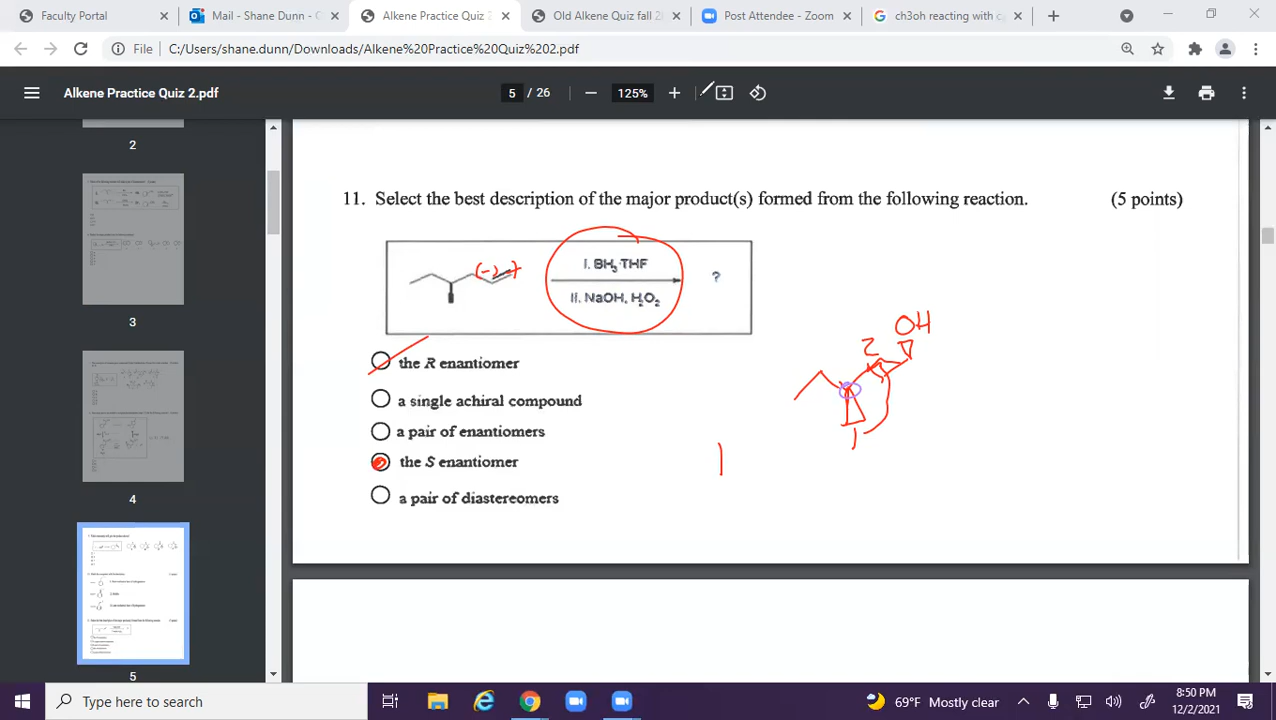 Faculty Portal
Mail - Shane Dunn - C
Alkene Practice Quiz 2.p
Old Alkene Quiz fall 2
Post Attendee - Zoom
ch3oh reacting with c
File
C:/Users/shane.dunn/Downloads/Alkene%20Practice%20Quiz%202.pdf
Alkene Practice Quiz 2.pdf
5 / 26
125%
2
3
4
5
11. Select the best description of the major product(s) formed from the following reaction. (5 points)
i. BH3·THF
ii. NaOH, H2O2
?
the R enantiomer
a single achiral compound
a pair of enantiomers
the S enantiomer
a pair of diastereomers
OH
2
1
Type here to search
69°F Mostly clear
8:50 PM
12/2/2021